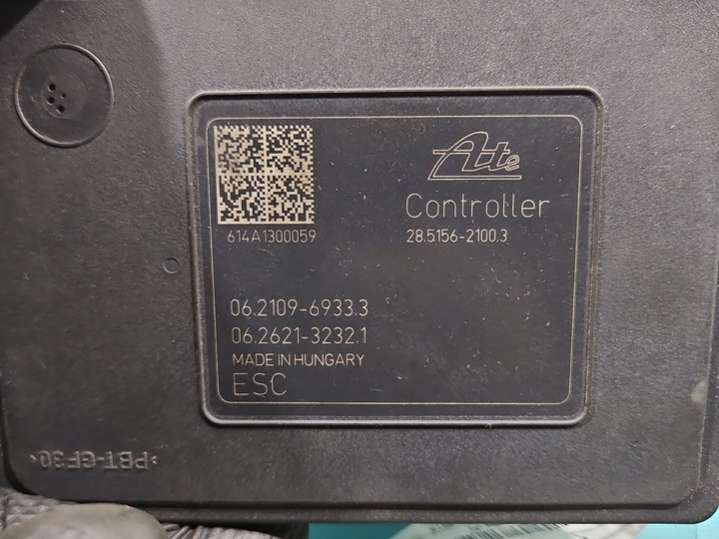 Ate
Controller
614A1300059
28.5156-2100.3
06.2109-6933.3
06.2621-3232.1
MADE IN HUNGARY
ESC
>PBT-GF30<